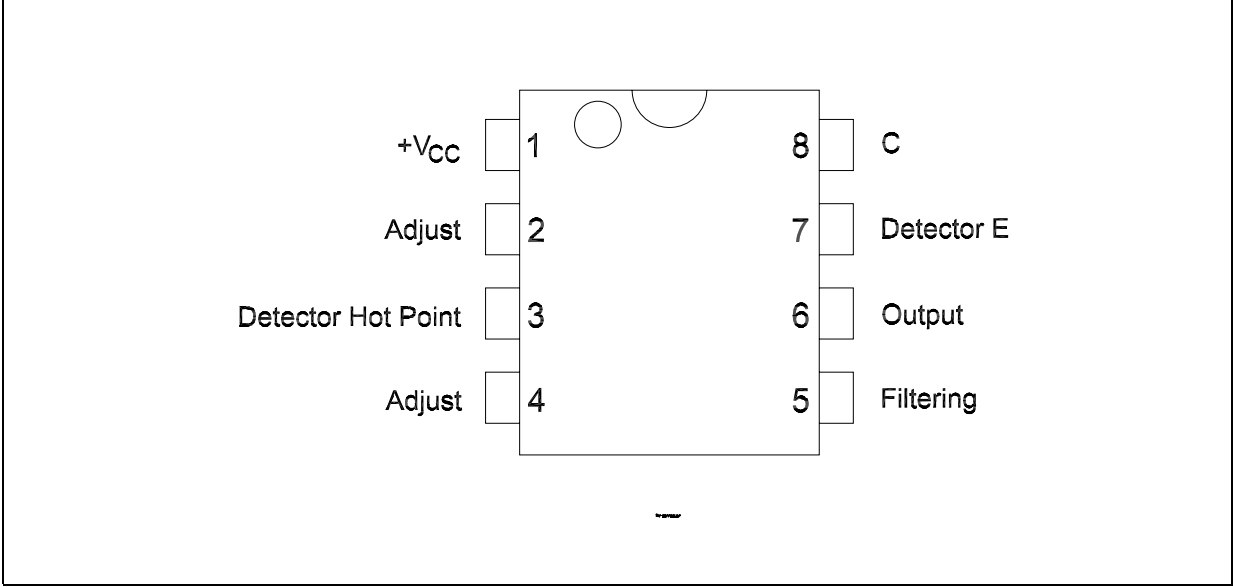 +VCC 1 8 C
Adjust 2 7 Detector E
Detector Hot Point 3 6 Output
Adjust 4 5 Filtering